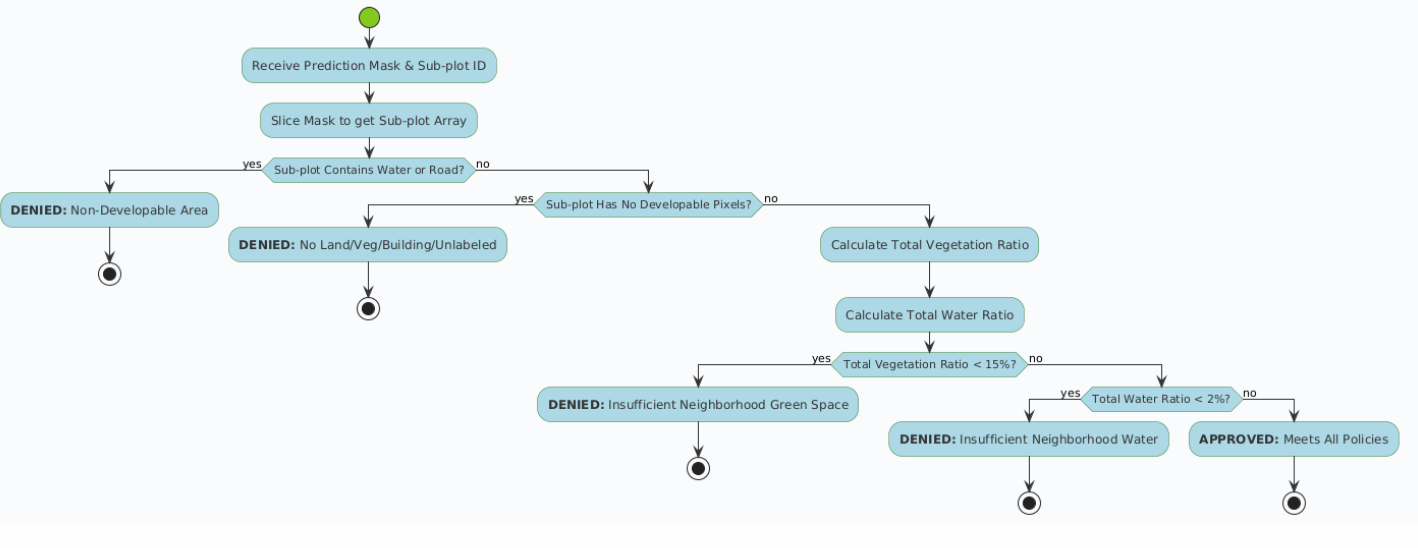 Receive Prediction Mask & Sub-plot ID
Slice Mask to get Sub-plot Array
yes
Sub-plot Contains Water or Road?
no
DENIED: Non-Developable Area
yes
Sub-plot Has No Developable Pixels?
no
DENIED: No Land/Veg/Building/Unlabeled
Calculate Total Vegetation Ratio
Calculate Total Water Ratio
yes
Total Vegetation Ratio < 15%?
no
DENIED: Insufficient Neighborhood Green Space
yes
Total Water Ratio < 2%?
no
DENIED: Insufficient Neighborhood Water
APPROVED: Meets All Policies